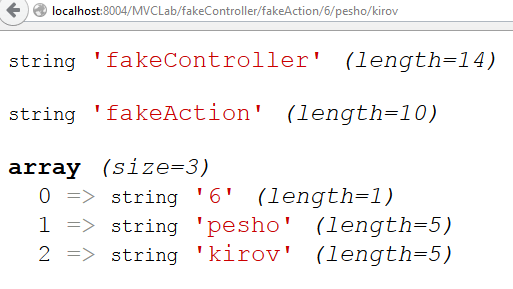 localhost:8004/MVCLab/fakeController/fakeAction/6/pesho/kirov
string 'fakeController' (length=14)
string 'fakeAction' (length=10)
array (size=3)
0 => string '6' (length=1)
1 => string 'pesho' (length=5)
2 => string 'kirov' (length=5)